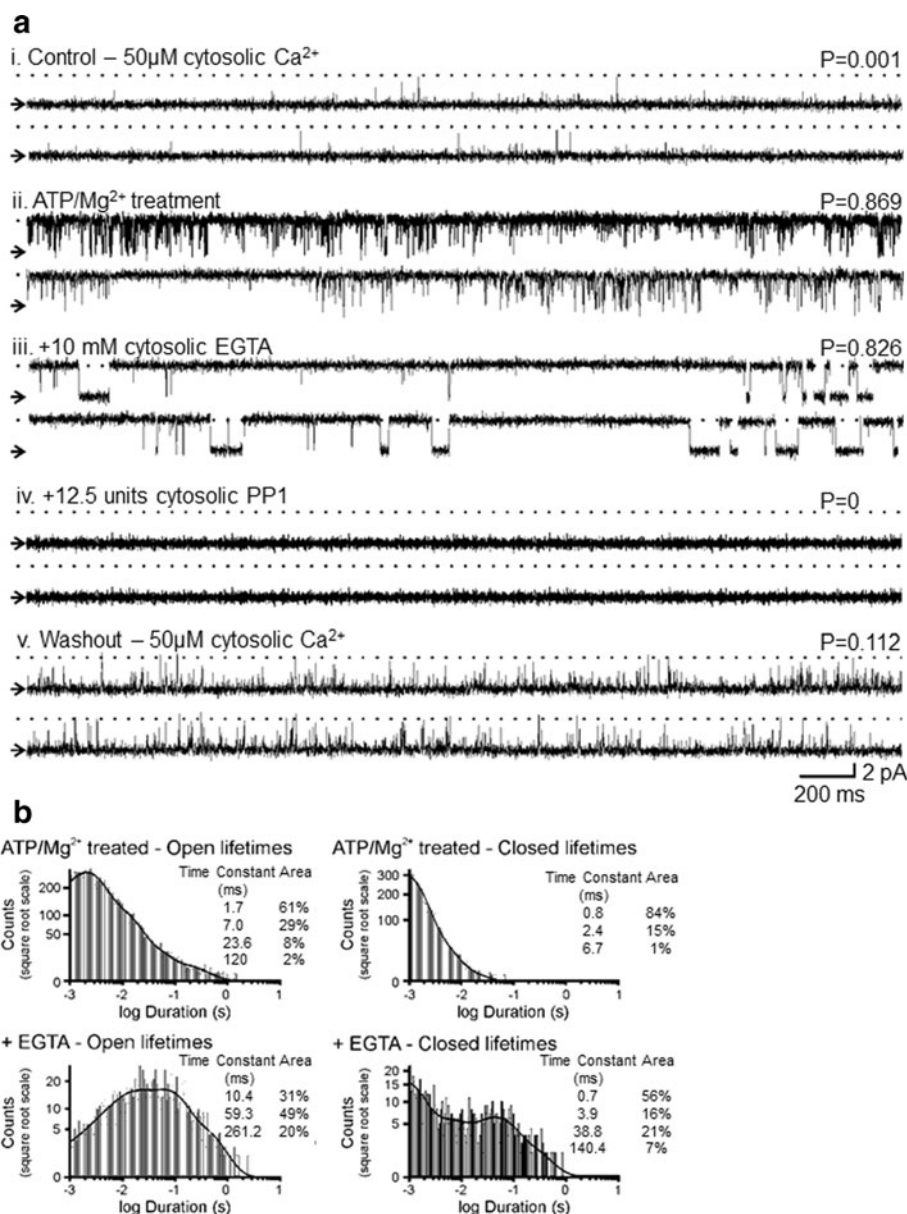 a
i. Control – 50µM cytosolic Ca²⁺ P=0.001
ii. ATP/Mg²⁺ treatment P=0.869
iii. +10 mM cytosolic EGTA P=0.826
iv. +12.5 units cytosolic PP1 P=0
v. Washout – 50µM cytosolic Ca²⁺ P=0.112
2 pA
200 ms
b
ATP/Mg²⁺ treated - Open lifetimes
Time Constant Area
(ms)
1.7 61%
7.0 29%
23.6 8%
120 2%
Counts
(square root scale)
200
100
50
0
-3 -2 -1 0 1
log Duration (s)
ATP/Mg²⁺ treated - Closed lifetimes
Time Constant Area
(ms)
0.8 84%
2.4 15%
6.7 1%
Counts
(square root scale)
300
200
100
0
-3 -2 -1 0 1
log Duration (s)
+ EGTA - Open lifetimes
Time Constant Area
(ms)
10.4 31%
59.3 49%
261.2 20%
Counts
(square root scale)
20
10
5
0
-3 -2 -1 0 1
log Duration (s)
+ EGTA - Closed lifetimes
Time Constant Area
(ms)
0.7 56%
3.9 16%
38.8 21%
140.4 7%
Counts
(square root scale)
20
15
10
5
0
-3 -2 -1 0 1
log Duration (s)